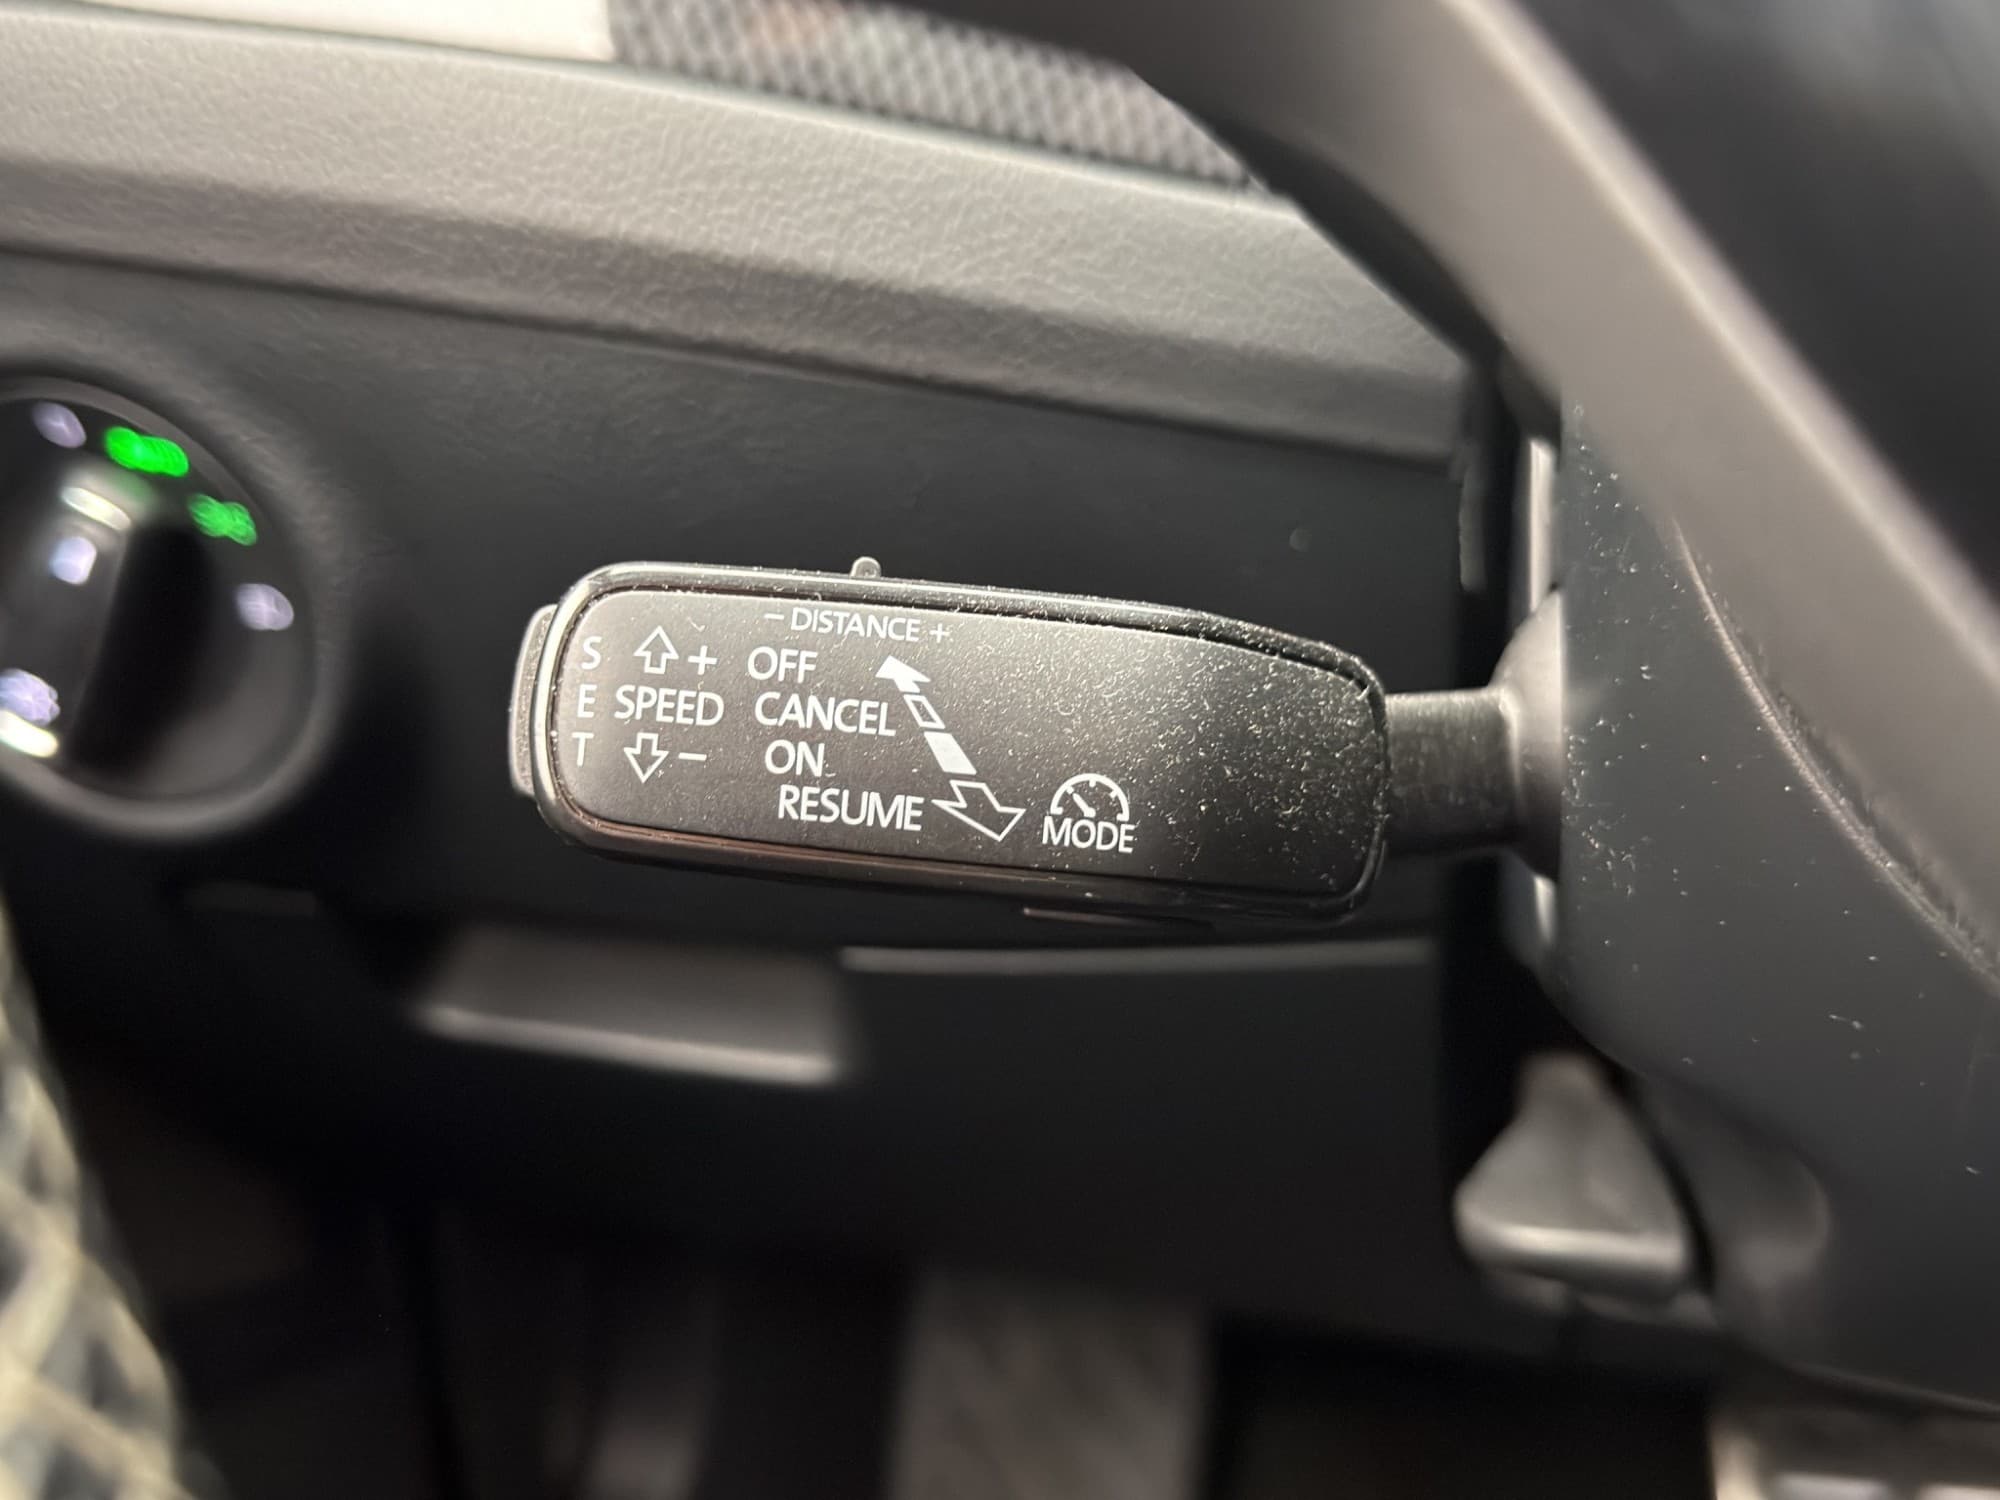 - DISTANCE +
S + OFF
E SPEED CANCEL
T - ON
RESUME
MODE